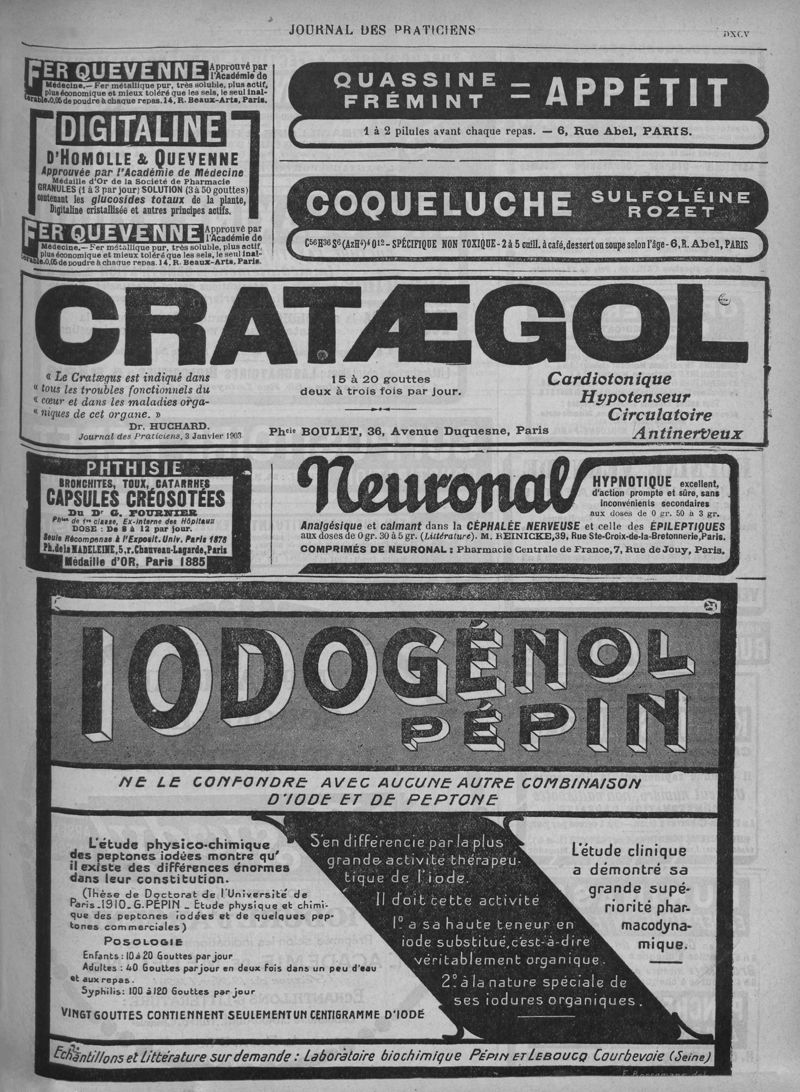 JOURNAL DES PRATICIENS
DXCV
FER QUEVENNE Approuvé par
l'Académie de
Médecine.— Fer métallique pur, très soluble, plus actif,
plus économique et mieux toléré que les sels, le seul inal-
térable. 0,05 de poudre à chaque repas. 14, R. Beaux-Arts, Paris.
DIGITALINE
D'HOMOLLE & QUEVENNE
Approuvée par l'Académie de Médecine
Médaille d'Or de la Société de Pharmacie
GRANULES (1 à 3 par jour) SOLUTION (3 à 50 gouttes)
contenant les glucosides totaux de la plante,
Digitaline cristallisée et autres principes actifs.
FER QUEVENNE Approuvé par
l'Académie de
Médecine.— Fer métallique pur, très soluble, plus actif,
plus économique et mieux toléré que les sels, le seul inal-
térable. 0,05 de poudre à chaque repas. 14, R. Beaux-Arts, Paris.
QUASSINE
FRÉMINT = APPÉTIT
1 à 2 pilules avant chaque repas. — 6, Rue Abel, PARIS.
COQUELUCHE SULFOLÉINE
ROZET
C56H36S6(AzH4)4O12 - SPÉCIFIQUE NON TOXIQUE - 2 à 5 cuill. à café, dessert ou soupe selon l'âge - 6, R. Abel, PARIS
CRATÆGOL
« Le Cratægus est indiqué dans
« tous les troubles fonctionnels du
« cœur et dans les maladies orga-
« niques de cet organe. »
Dr. HUCHARD.
Journal des Praticiens, 3 Janvier 1903
15 à 20 gouttes
deux à trois fois par jour.
Phcie BOULET, 36, Avenue Duquesne, Paris
Cardiotonique
Hypotenseur
Circulatoire
Antinerveux
PHTHISIE
BRONCHITES, TOUX, CATARRHES
CAPSULES CRÉOSOTÉES
Du Dr G. FOURNIER
Phien de 1re classe, Ex-interne des Hôpitaux
DOSE : De 8 à 12 par jour.
Seule Récompense à l'Exposit. Univ. Paris 1878
Ph. de la MADELEINE, 5, r. Chauveau-Lagarde, Paris
Médaille d'OR, Paris 1885
Neuronal
HYPNOTIQUE excellent,
d'action prompte et sûre, sans
inconvénients secondaires
aux doses de 0 gr. 50 à 3 gr.
Analgésique et calmant dans la CÉPHALÉE NERVEUSE et celle des ÉPILEPTIQUES
aux doses de 0 gr. 30 à 5 gr. (Littérature). M. REINICKE, 39, Rue Ste-Croix-de-la-Bretonnerie, Paris.
COMPRIMÉS DE NEURONAL : Pharmacie Centrale de France, 7, Rue de Jouy, Paris.
IODOGÉNOL
PÉPIN
NE LE CONFONDRE AVEC AUCUNE AUTRE COMBINAISON
D'IODE ET DE PEPTONE
L'étude physico-chimique
des peptones iodées montre qu'
il existe des différences énormes
dans leur constitution.
(Thèse de Doctorat de l'Université de
Paris_1910_G. PÉPIN _ Étude physique et chimi-
que des peptones iodées et de quelques pep-
tones commerciales)
POSOLOGIE
Enfants: 10 à 20 Gouttes par jour
Adultes: 40 Gouttes par jour en deux fois dans un peu d'eau
et aux repas.
Syphilis: 100 à 120 Gouttes par jour
VINGT GOUTTES CONTIENNENT SEULEMENT UN CENTIGRAMME D'IODE
S'en différencie par la plus
grande activité thérapeu-
tique de l'iode.
Il doit cette activité
1.° a sa haute teneur en
iode substitué, c'est-à-dire
véritablement organique.
2.° à la nature spéciale de
ses iodures organiques.
L'étude clinique
a démontré sa
grande supé-
riorité phar-
macodyna-
mique.
Echantillons et Littérature sur demande : Laboratoire biochimique PÉPIN ET LEBOUCQ Courbevoie (Seine)